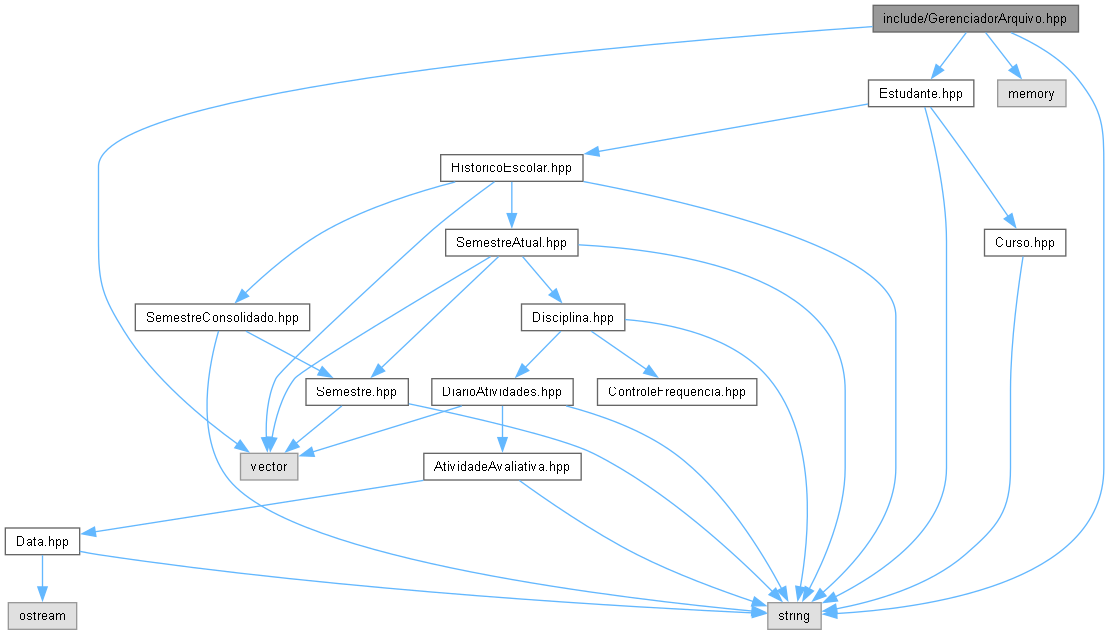 include/GerenciadorArquivo.hpp
Estudante.hpp
memory
HistoricoEscolar.hpp
SemestreAtual.hpp
Curso.hpp
SemestreConsolidado.hpp
Disciplina.hpp
Semestre.hpp
DiarioAtividades.hpp
ControleFrequencia.hpp
vector
AtividadeAvaliativa.hpp
Data.hpp
ostream
string